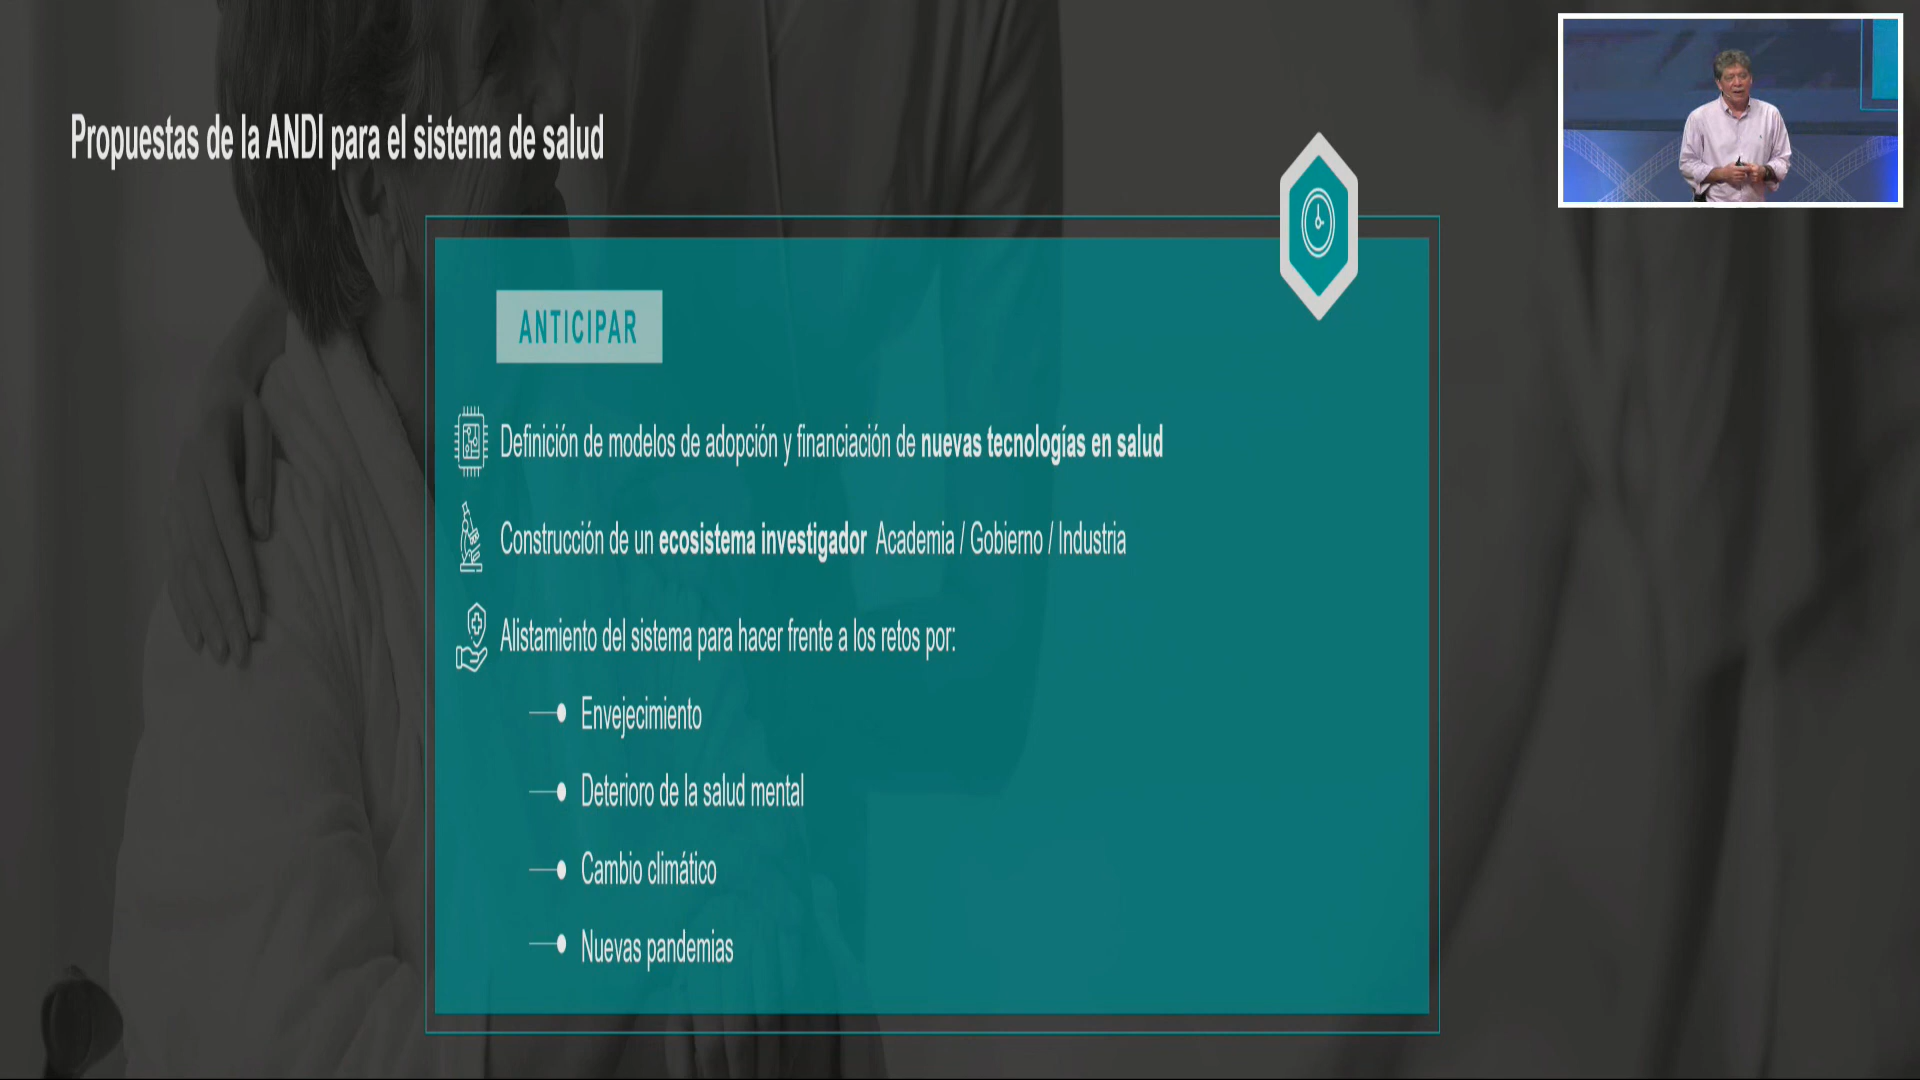 Propuestas de la ANDI para el sistema de salud
ANTICIPAR
Definición de modelos de adopción y financiación de nuevas tecnologías en salud
Construcción de un ecosistema investigador Academia / Gobierno / Industria
Alistamiento del sistema para hacer frente a los retos por:
Envejecimiento
Deterioro de la salud mental
Cambio climático
Nuevas pandemias